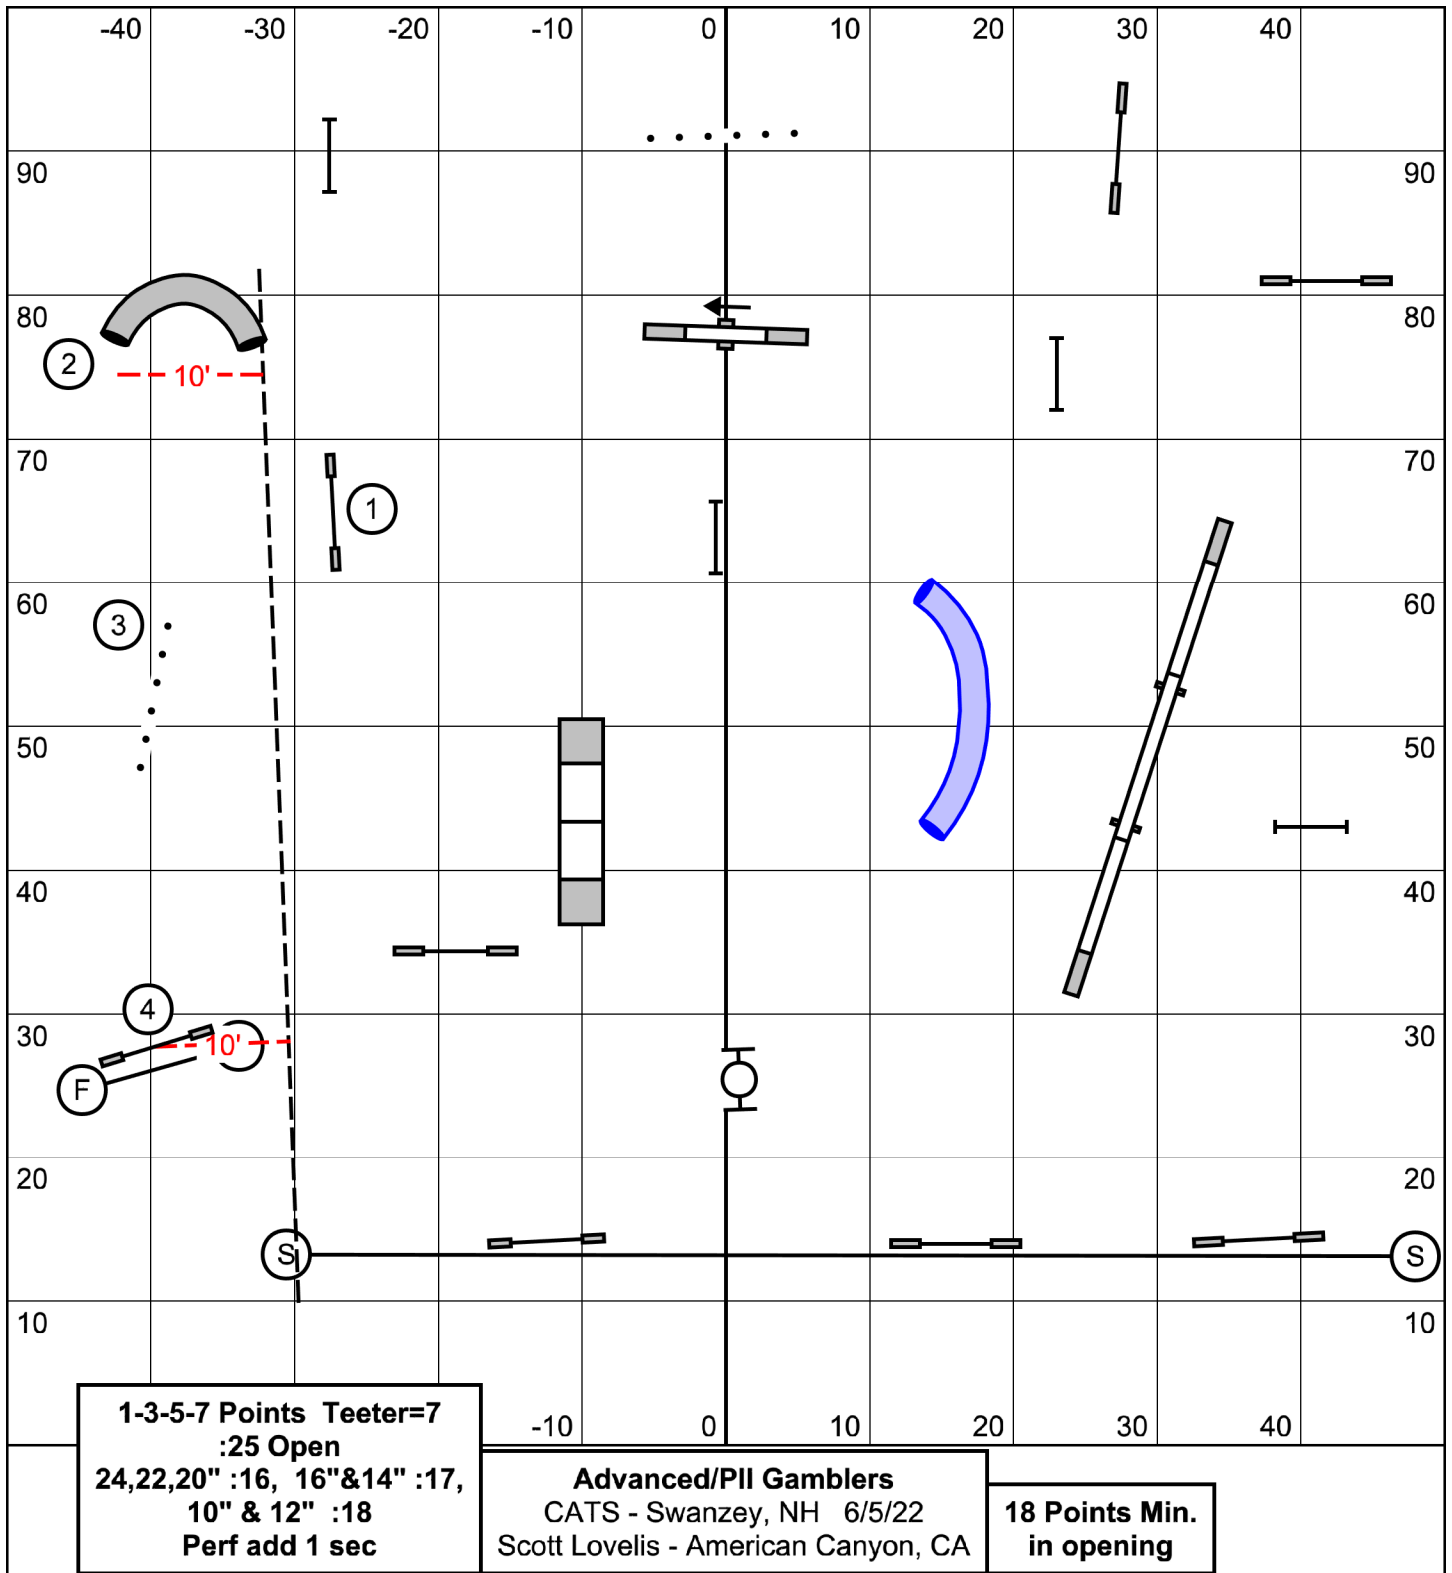 -40 -30 -20 -10 0 10 20 30 40
90 90
80 80
2
10'
70 70
1
60 60
3
50 50
40 40
4
30 30
10'
F
20 20
S S
10 10
-10 0 10 20 30 40
1-3-5-7 Points Teeter=7
:25 Open
24,22,20" :16, 16"&14" :17,
10" & 12" :18
Perf add 1 sec
Advanced/PII Gamblers
CATS - Swanzey, NH 6/5/22
Scott Lovelis - American Canyon, CA
18 Points Min.
in opening